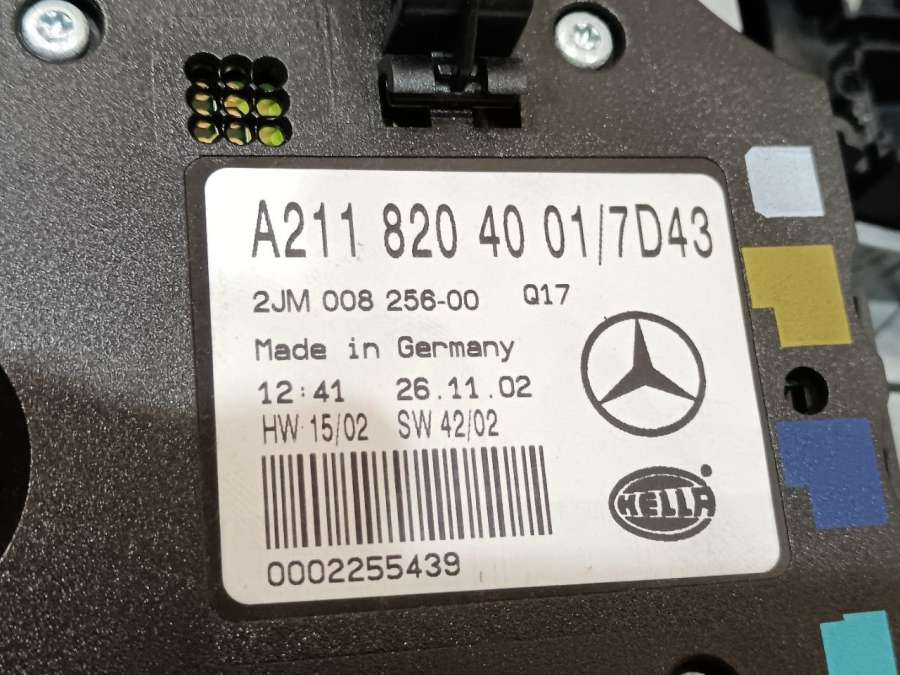 A211 820 40 01/7D43
2JM 008 256-00 Q17
Made in Germany
12:41 26.11.02
HW 15/02 SW 42/02
HELLA
0002255439